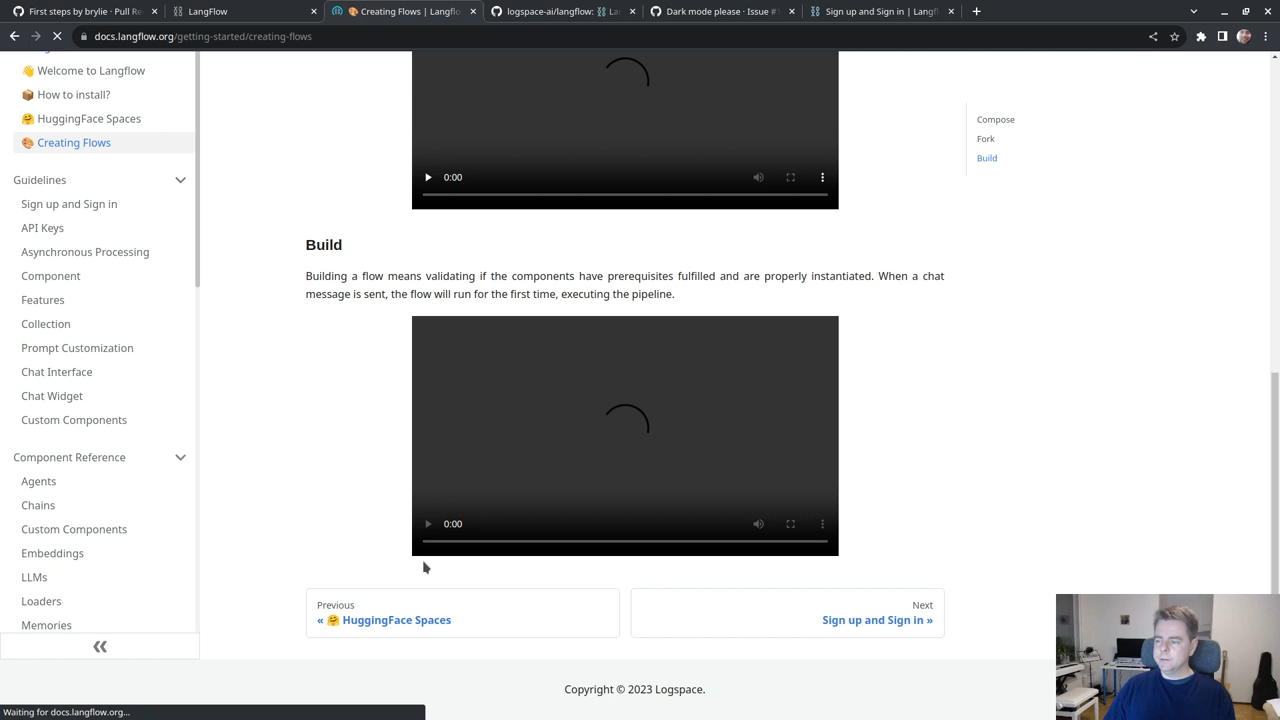 First steps by brylie · Pull Re
LangFlow
Creating Flows | Langflo
logspace-ai/langflow: ⛓️ La
Dark mode please · Issue #
Sign up and Sign in | Langfl
docs.langflow.org/getting-started/creating-flows
👋 Welcome to Langflow
📦 How to install?
🤗 HuggingFace Spaces
🎨 Creating Flows
Guidelines
Sign up and Sign in
API Keys
Asynchronous Processing
Component
Features
Collection
Prompt Customization
Chat Interface
Chat Widget
Custom Components
Component Reference
Agents
Chains
Custom Components
Embeddings
LLMs
Loaders
Memories
0:00
Build
Building a flow means validating if the components have prerequisites fulfilled and are properly instantiated. When a chat
message is sent, the flow will run for the first time, executing the pipeline.
0:00
Previous
« 🤗 HuggingFace Spaces
Next
Sign up and Sign in »
Compose
Fork
Build
Copyright © 2023 Logspace.
Waiting for docs.langflow.org...